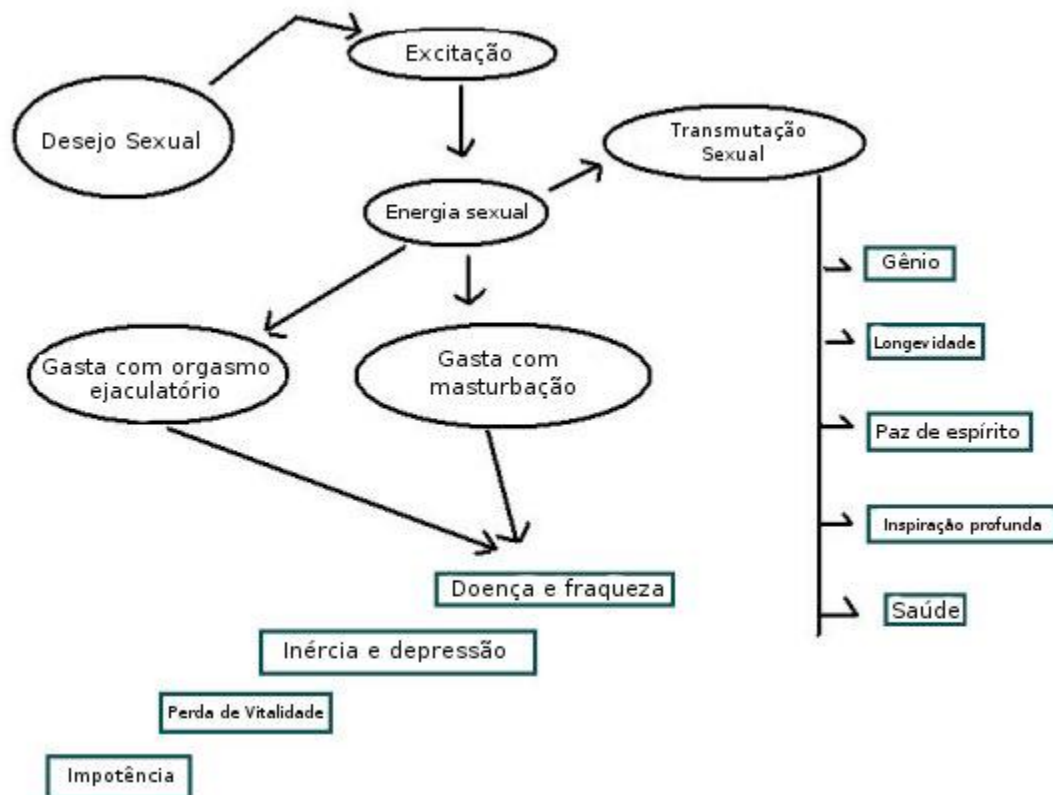 Excitação
Desejo Sexual
Transmutação
Sexual
Energia sexual
Gênio
Longevidade
Gasta com orgasmo
ejaculatório
Gasta com
masturbação
Paz de espírito
Inspiração profunda
Doença e fraqueza
Saúde
Inércia e depressão
Perda de Vitalidade
Impotência